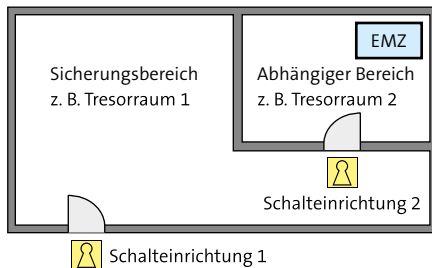 EMZ
Sicherungsbereich
z. B. Tresorraum 1
Abhängiger Bereich
z. B. Tresorraum 2
Schalteinrichtung 2
Schalteinrichtung 1